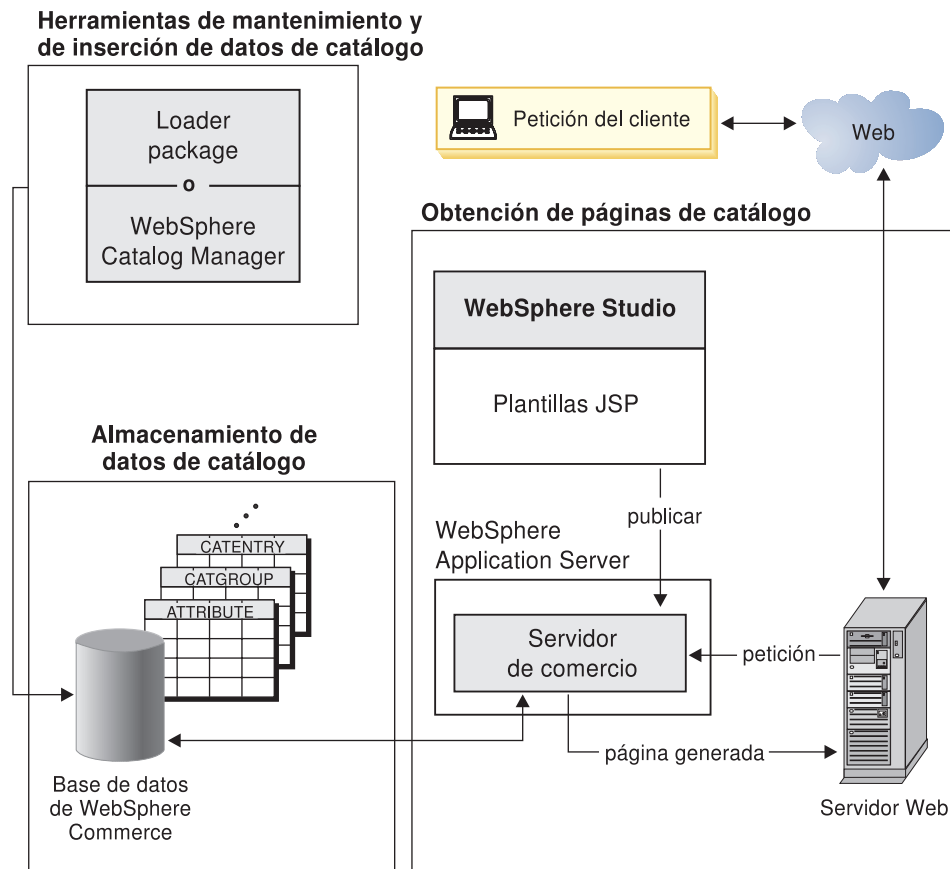 Herramientas de mantenimiento y
de inserción de datos de catálogo
Loader
package
o
WebSphere
Catalog Manager
Petición del cliente
Web
Obtención de páginas de catálogo
WebSphere Studio
Plantillas JSP
publicar
WebSphere
Application Server
Servidor
de comercio
petición
página generada
Servidor Web
Almacenamiento de
datos de catálogo
CATENTRY
CATGROUP
ATTRIBUTE
Base de datos
de WebSphere
Commerce